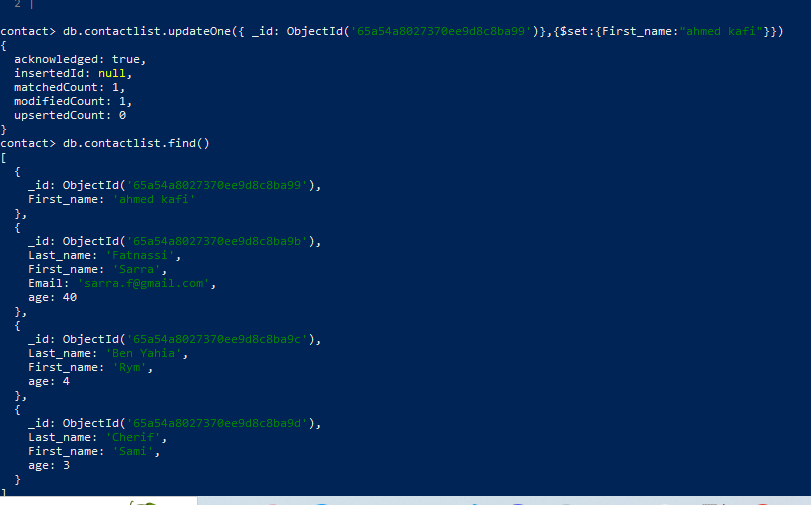 2 |
contact> db.contactlist.updateOne({ _id: ObjectId('65a54a8027370ee9d8c8ba99')},{$set:{First_name:"ahmed kafi"}})
{
  acknowledged: true,
  insertedId: null,
  matchedCount: 1,
  modifiedCount: 1,
  upsertedCount: 0
}
contact> db.contactlist.find()
[
  {
    _id: ObjectId('65a54a8027370ee9d8c8ba99'),
    First_name: 'ahmed kafi'
  },
  {
    _id: ObjectId('65a54a8027370ee9d8c8ba9b'),
    Last_name: 'Fatnassi',
    First_name: 'Sarra',
    Email: 'sarra.f@gmail.com',
    age: 40
  },
  {
    _id: ObjectId('65a54a8027370ee9d8c8ba9c'),
    Last_name: 'Ben Yahia',
    First_name: 'Rym',
    age: 4
  },
  {
    _id: ObjectId('65a54a8027370ee9d8c8ba9d'),
    Last_name: 'Cherif',
    First_name: 'Sami',
    age: 3
  }
]